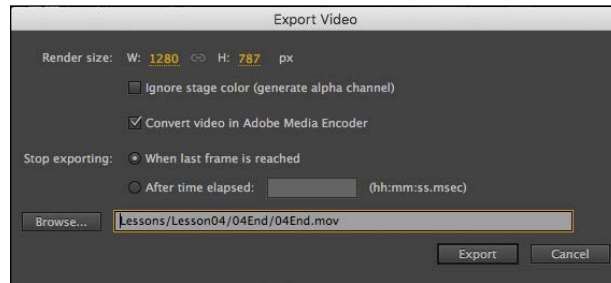 Export Video
Render size: W: 1280 H: 787 px
Ignore stage color (generate alpha channel)
Convert video in Adobe Media Encoder
Stop exporting: When last frame is reached
After time elapsed: (hh:mm:ss.msec)
Browse... Lessons/Lesson04/04End/04End.mov
Export Cancel